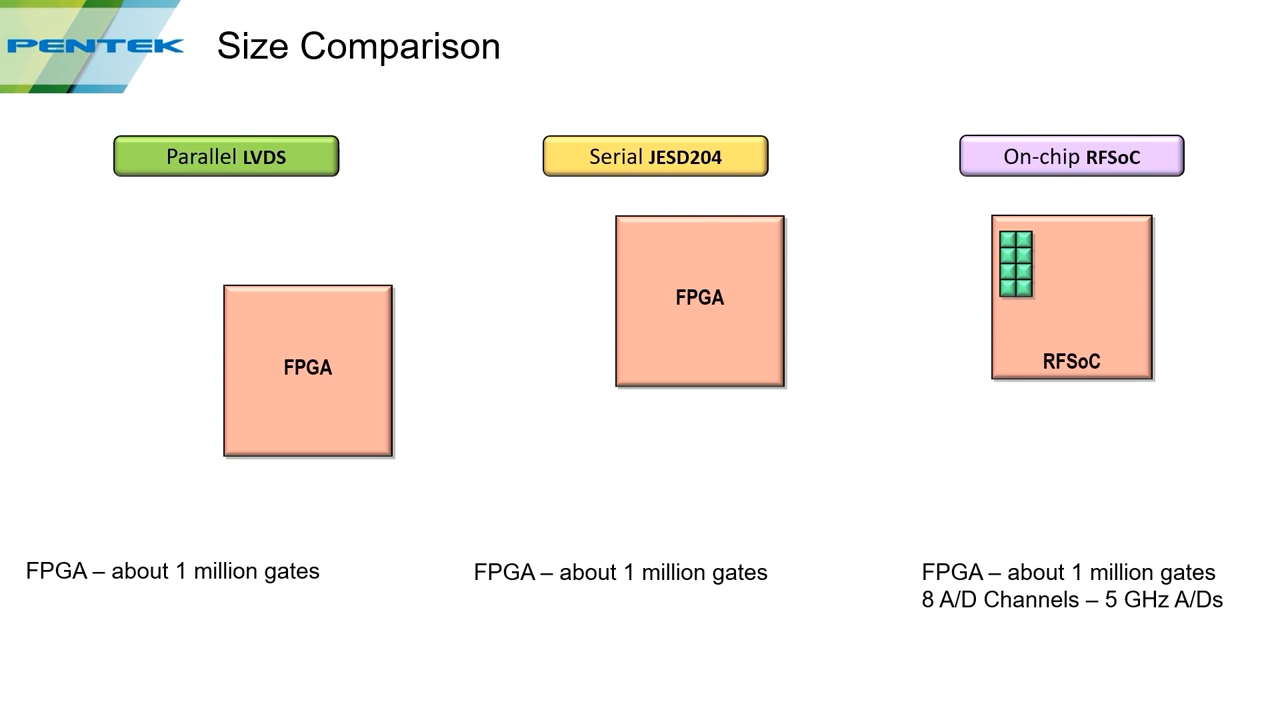 PENTEK
Size Comparison
Parallel LVDS
Serial JESD204
On-chip RFSoC
FPGA
FPGA
RFSoC
FPGA – about 1 million gates
FPGA – about 1 million gates
FPGA – about 1 million gates
8 A/D Channels – 5 GHz A/Ds